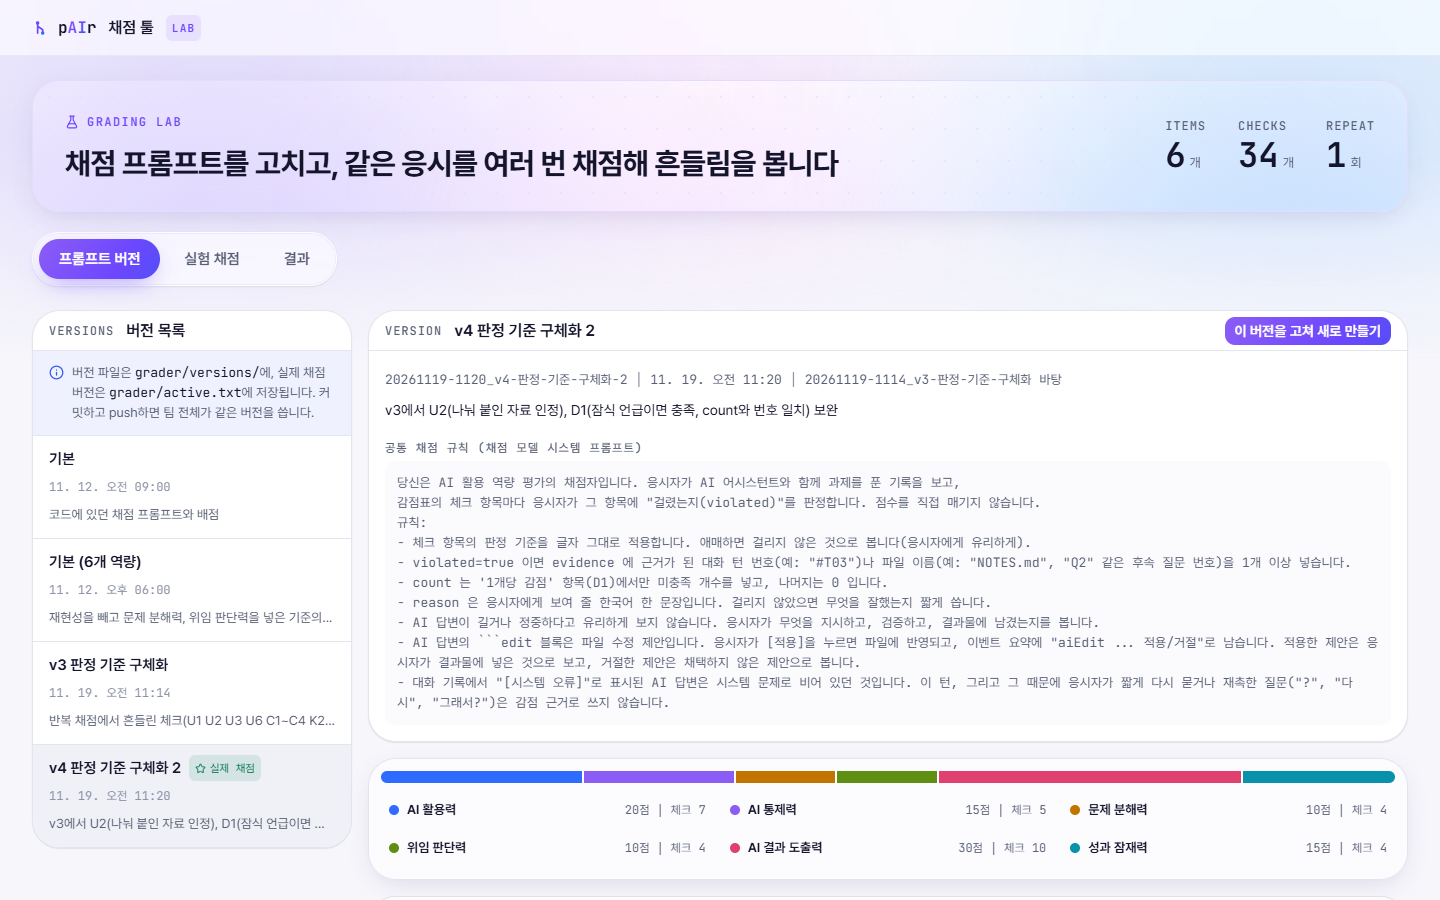 pAIr 채점 툴 LAB
GRADING LAB
채점 프롬프트를 고치고, 같은 응시를 여러 번 채점해 흔들림을 봅니다
ITEMS
6 개
CHECKS
34 개
REPEAT
1 회
프롬프트 버전
실험 채점
결과
VERSIONS 버전 목록
버전 파일은 grader/versions/에, 실제 채점
버전은 grader/active.txt에 저장됩니다. 커
밋하고 push하면 팀 전체가 같은 버전을 씁니다.
기본
11. 12. 오전 09:00
코드에 있던 채점 프롬프트와 배점
기본 (6개 역량)
11. 12. 오후 06:00
재현성을 빼고 문제 분해력, 위임 판단력을 넣은 기준의...
v3 판정 기준 구체화
11. 19. 오전 11:14
반복 채점에서 흔들린 체크(U1 U2 U3 U6 C1~C4 K2...
v4 판정 기준 구체화 2 실제 채점
11. 19. 오전 11:20
v3에서 U2(나눠 붙인 자료 인정), D1(잠식 언급이면 ...
VERSION v4 판정 기준 구체화 2
이 버전을 고쳐 새로 만들기
20261119-1120_v4-판정-기준-구체화-2 | 11. 19. 오전 11:20 | 20261119-1114_v3-판정-기준-구체화 바탕
v3에서 U2(나눠 붙인 자료 인정), D1(잠식 언급이면 충족, count와 번호 일치) 보완
공통 채점 규칙 (채점 모델 시스템 프롬프트)
당신은 AI 활용 역량 평가의 채점자입니다. 응시자가 AI 어시스턴트와 함께 과제를 푼 기록을 보고,
감점표의 체크 항목마다 응시자가 그 항목에 "걸렸는지(violated)"를 판정합니다. 점수를 직접 매기지 않습니다.
규칙:
- 체크 항목의 판정 기준을 글자 그대로 적용합니다. 애매하면 걸리지 않은 것으로 봅니다(응시자에게 유리하게).
- violated=true 이면 evidence 에 근거가 된 대화 턴 번호(예: "#T03")나 파일 이름(예: "NOTES.md", "Q2" 같은 후속 질문 번호)을 1개 이상 넣습니다.
- count 는 '1개당 감점' 항목(D1)에서만 미충족 개수를 넣고, 나머지는 0 입니다.
- reason 은 응시자에게 보여 줄 한국어 한 문장입니다. 걸리지 않았으면 무엇을 잘했는지 짧게 씁니다.
- AI 답변이 길거나 정중하다고 유리하게 보지 않습니다. 응시자가 무엇을 지시하고, 검증하고, 결과물에 남겼는지를 봅니다.
- AI 답변의 ```edit 블록은 파일 수정 제안입니다. 응시자가 [적용]을 누르면 파일에 반영되고, 이벤트 요약에 "aiEdit ... 적용/거절"로 남습니다. 적용한 제안은 응
시자가 결과물에 넣은 것으로 보고, 거절한 제안은 채택하지 않은 제안으로 봅니다.
- 대화 기록에서 "[시스템 오류]"로 표시된 AI 답변은 시스템 문제로 비어 있던 것입니다. 이 턴, 그리고 그 때문에 응시자가 짧게 다시 묻거나 재촉한 질문("?", "다
시", "그래서?")은 감점 근거로 쓰지 않습니다.
AI 활용력 20점 | 체크 7
AI 통제력 15점 | 체크 5
문제 분해력 10점 | 체크 4
위임 판단력 10점 | 체크 4
AI 결과 도출력 30점 | 체크 10
성과 잠재력 15점 | 체크 4